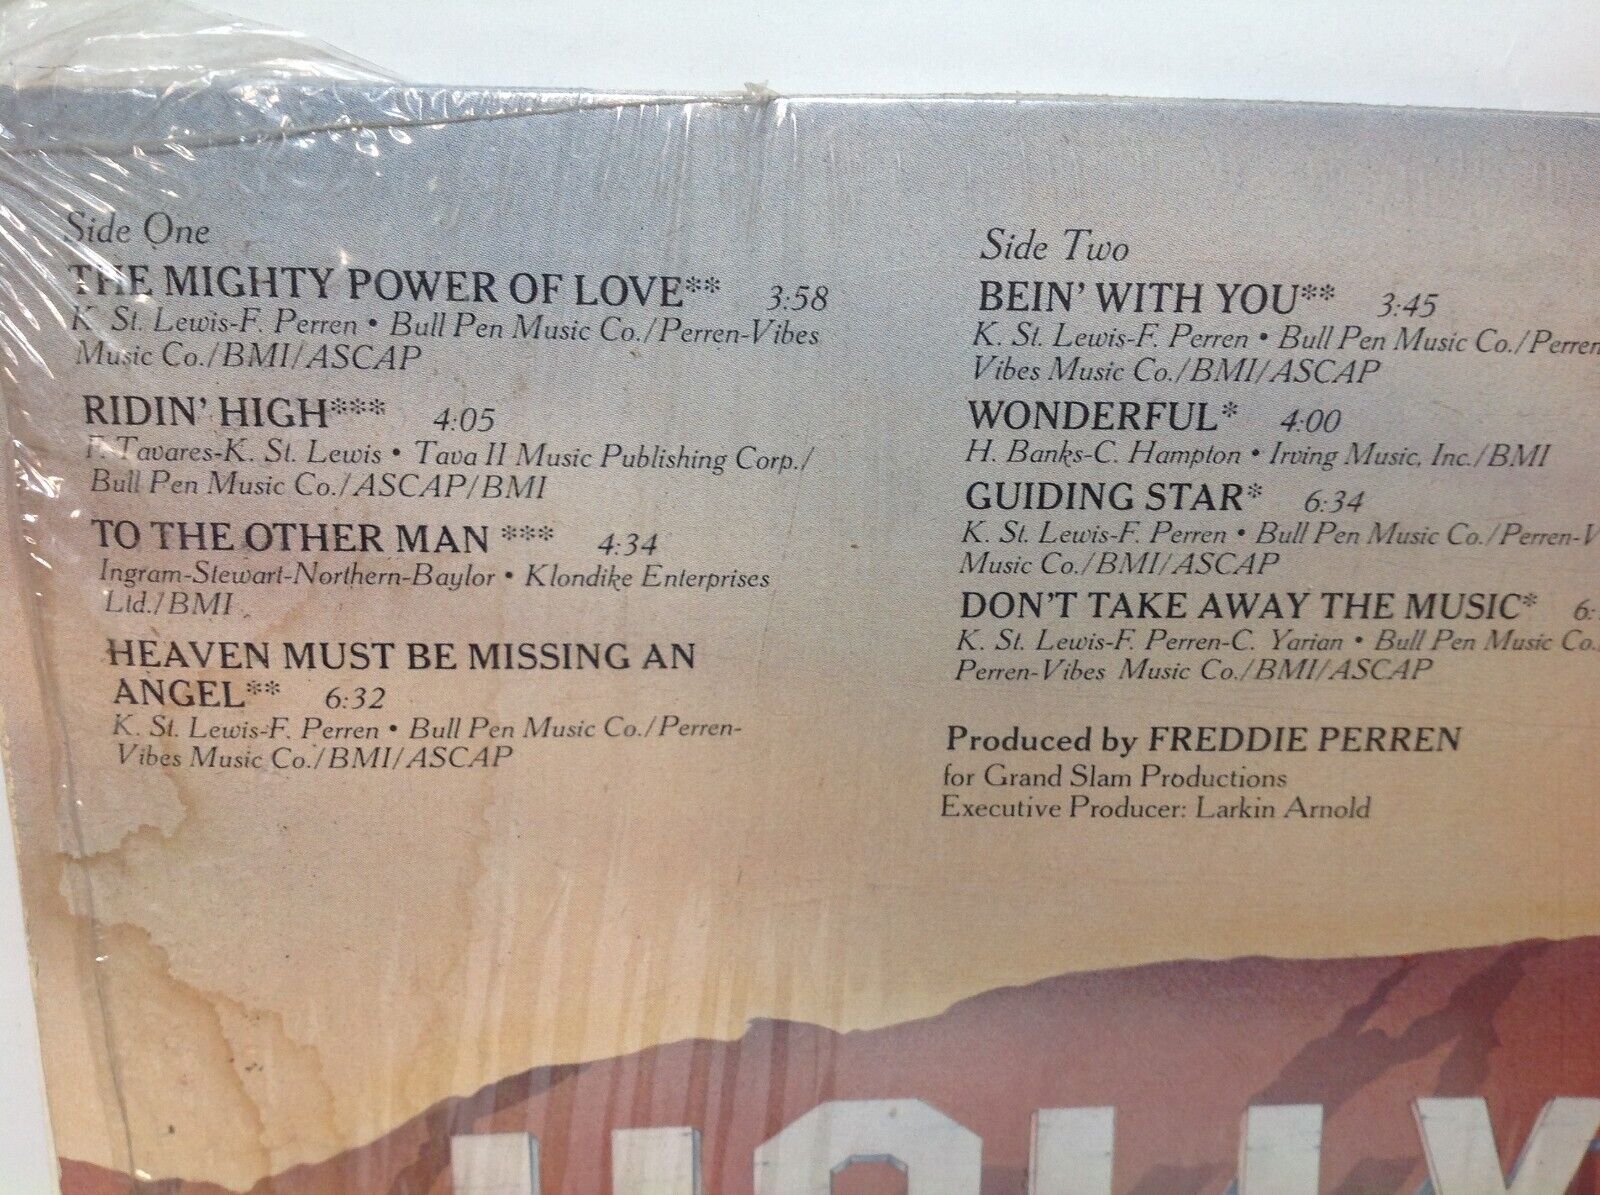 Side One
THE MIGHTY POWER OF LOVE** 3:58
K. St. Lewis-F. Perren • Bull Pen Music Co./Perren-Vibes
Music Co./BMI/ASCAP
RIDIN' HIGH*** 4:05
P. Tavares-K. St. Lewis • Tava II Music Publishing Corp./
Bull Pen Music Co./ASCAP/BMI
TO THE OTHER MAN *** 4:34
Ingram-Stewart-Northern-Baylor • Klondike Enterprises
Ltd./BMI
HEAVEN MUST BE MISSING AN
ANGEL** 6:32
K. St. Lewis-F. Perren • Bull Pen Music Co./Perren-
Vibes Music Co./BMI/ASCAP
Side Two
BEIN' WITH YOU** 3:45
K. St. Lewis-F. Perren • Bull Pen Music Co./Perren
Vibes Music Co./BMI/ASCAP
WONDERFUL* 4:00
H. Banks-C. Hampton • Irving Music, Inc./BMI
GUIDING STAR* 6:34
K. St. Lewis-F. Perren • Bull Pen Music Co./Perren-V
Music Co./BMI/ASCAP
DON'T TAKE AWAY THE MUSIC* 6:
K. St. Lewis-F. Perren-C. Yarian • Bull Pen Music Co.
Perren-Vibes Music Co./BMI/ASCAP
Produced by FREDDIE PERREN
for Grand Slam Productions
Executive Producer: Larkin Arnold
HOLLY